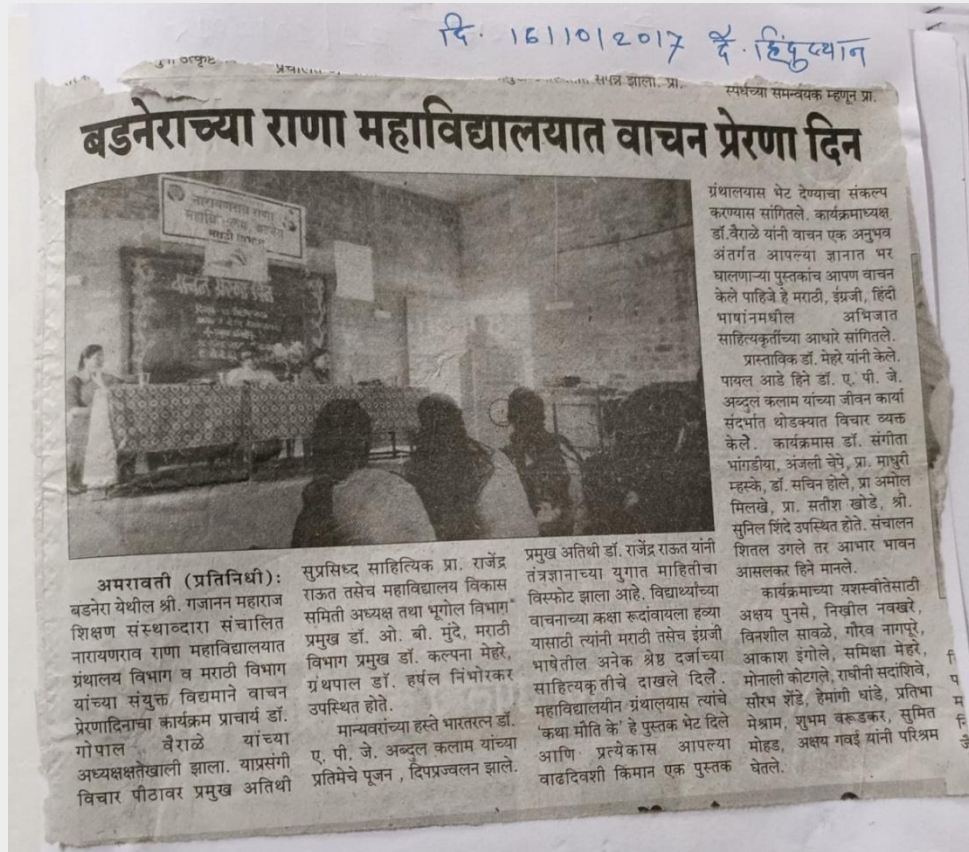 दि. 16/10/2017 दै. हिंदुस्थान
संपन्न झाला. प्रा.
स्पर्धेच्या समन्वयक म्हणून प्रा.
बडनेराच्या राणा महाविद्यालयात वाचन प्रेरणा दिन
नारायणराव राणा
महाविद्यालय, बडनेरा
मराठी विभाग
वाचन प्रेरणा दिन
अमरावती (प्रतिनिधी) :
बडनेरा येथील श्री. गजानन महाराज
शिक्षण संस्थाव्दारा संचालित
नारायणराव राणा महाविद्यालयात
ग्रंथालय विभाग व मराठी विभाग
यांच्या संयुक्त विद्यमाने वाचन
प्रेरणादिनाचा कार्यक्रम प्राचार्य डॉ.
गोपाल वैराळे यांच्या
अध्यक्षक्षतेखाली झाला. याप्रसंगी
विचार पीठावर प्रमुख अतिथी
सुप्रसिध्द साहित्यिक प्रा. राजेंद्र
राऊत तसेच महाविद्यालय विकास
समिती अध्यक्ष तथा भूगोल विभाग
प्रमुख डॉ. ओ. बी. मुंदे, मराठी
विभाग प्रमुख डॉ. कल्पना मेहरे,
ग्रंथपाल डॉ. हर्षल निंभोरकर
उपस्थित होते.
मान्यवरांच्या हस्ते भारतरत्न डॉ.
ए. पी. जे. अब्दुल कलाम यांच्या
प्रतिमेचे पूजन , दिपप्रज्वलन झाले.
प्रमुख अतिथी डॉ. राजेंद्र राऊत यांनी
तंत्रज्ञानाच्या युगात माहितीचा
विस्फोट झाला आहे. विद्यार्थ्यांच्या
वाचनाच्या कक्षा रूदांवायला हव्या
यासाठी त्यांनी मराठी तसेच इंग्रजी
भाषेतील अनेक श्रेष्ठ दर्जाच्या
साहित्यकृतीचे दाखले दिले.
महाविद्यालयीन ग्रंथालयास त्यांचे
'कथा मौति के' हे पुस्तक भेट दिले
आणि प्रत्येकास आपल्या
वाढदिवशी किमान एक पुस्तक
ग्रंथालयास भेट देण्याचा संकल्प
करण्यास सांगितले. कार्यक्रमाध्यक्ष
डॉ.वैराळे यांनी वाचन एक अनुभव
अंतर्गत आपल्या ज्ञानात भर
घालणाऱ्या पुस्तकांच आपण वाचन
केले पाहिजे हे मराठी, इंग्रजी, हिंदी
भाषांनमधील अभिजात
साहित्यकृतींच्या आधारे सांगितले.
प्रास्ताविक डॉ. मेहरे यांनी केले.
पायल आडे हिने डॉ. ए. पी. जे.
अब्दुल कलाम यांच्या जीवन कार्या
संदर्भात थोडक्यात विचार व्यक्त
केले. कार्यक्रमास डॉ. संगीता
भांगडीया, अंजली चेपे, प्रा. माधुरी
म्हस्के, डॉ. सचिन होले, प्रा अमोल
मिलखे, प्रा. सतीश खोडे, श्री.
सुनिल शिंदे उपस्थित होते. संचालन
शितल उगले तर आभार भावन
आसलकर हिने मानले.
कार्यक्रमाच्या यशस्वीतेसाठी
अक्षय पुनसे, निखील नवखरे,
विनशील सावळे, गौरव नागपूरे,
आकाश इंगोले, समिक्षा मेहरे,
मोनाली कोटगले, राघीनी सदांशिवे,
सौरभ शेंडे, हेमांगी धांडे, प्रतिभा
मेश्राम, शुभम वरूडकर, सुमित
मोहड, अक्षय गवई यांनी परिश्रम
घेतले.